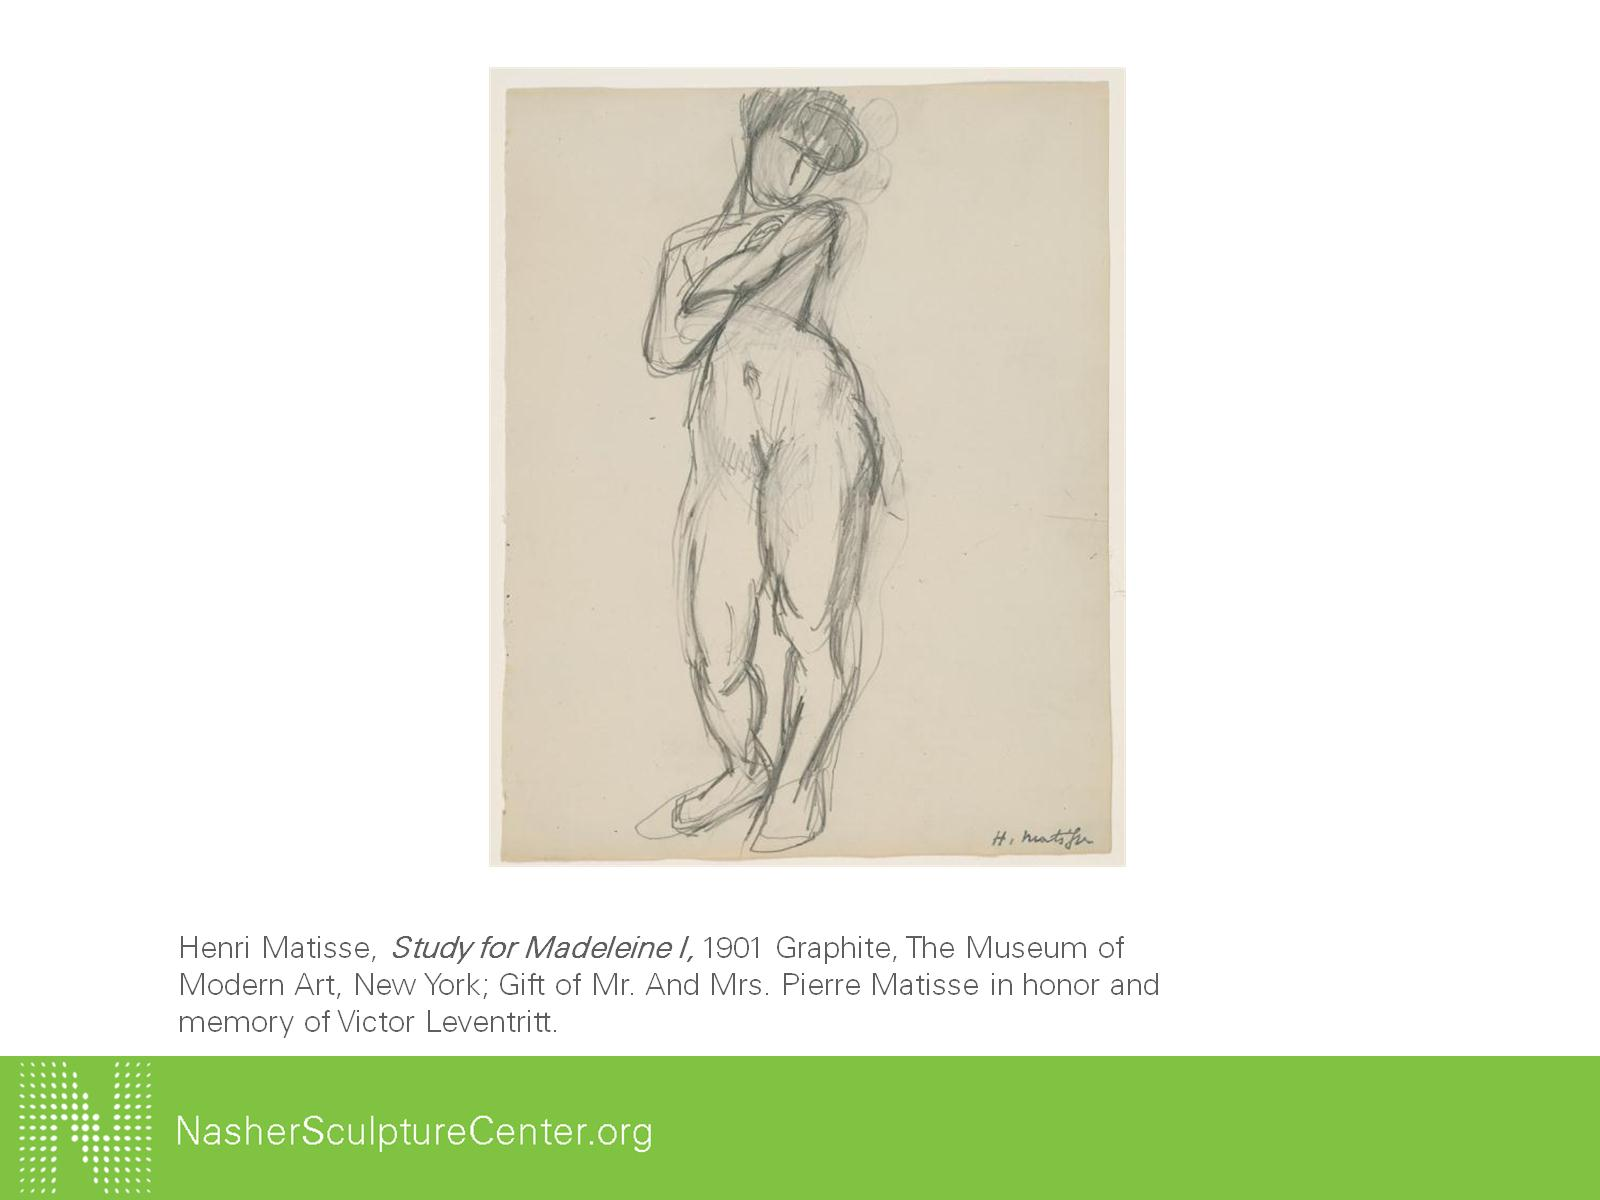 H. Matisse
Henri Matisse, Study for Madeleine I, 1901 Graphite, The Museum of
Modern Art, New York; Gift of Mr. And Mrs. Pierre Matisse in honor and
memory of Victor Leventritt.
NasherSculptureCenter.org